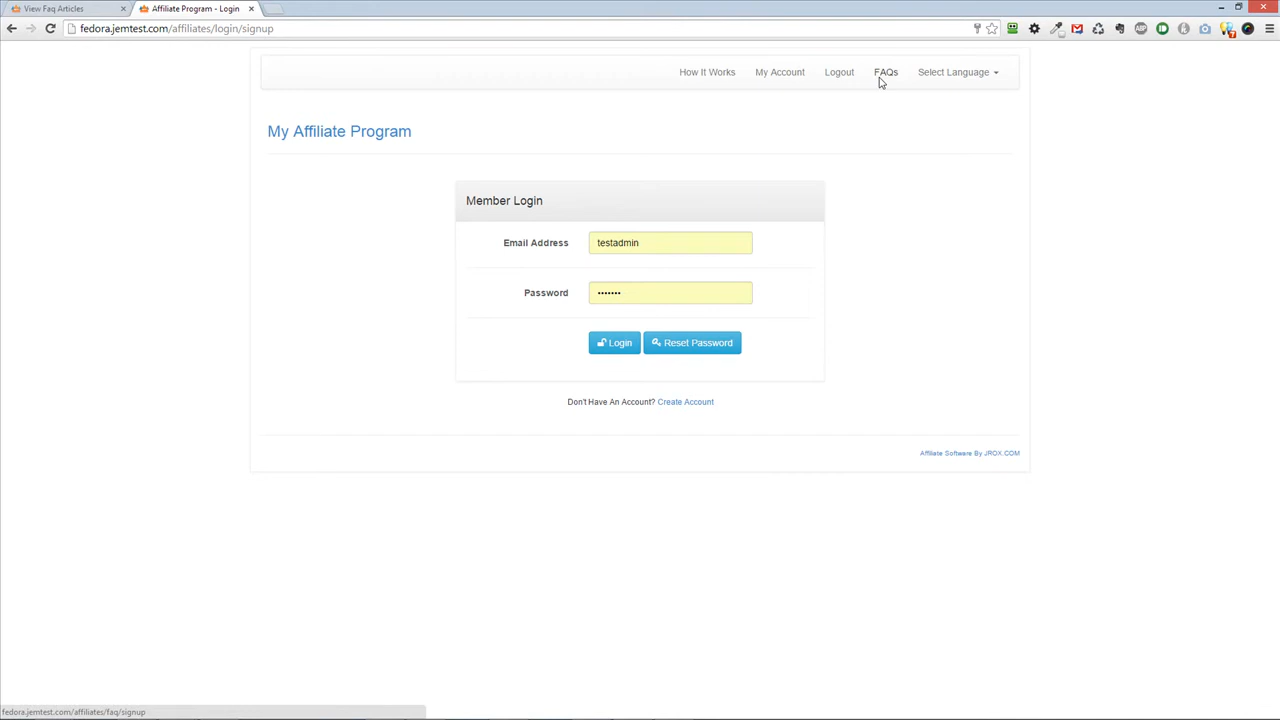 View Faq Articles
Affiliate Program - Login
fedora.jemtest.com/affiliates/login/signup
ABP
7
How It Works
My Account
Logout
FAQs
Select Language
My Affiliate Program
Member Login
Email Address
testadmin
Password
•••••••
Login
Reset Password
Don't Have An Account? Create Account
Affiliate Software By JROX.COM
fedora.jemtest.com/affiliates/faq/signup